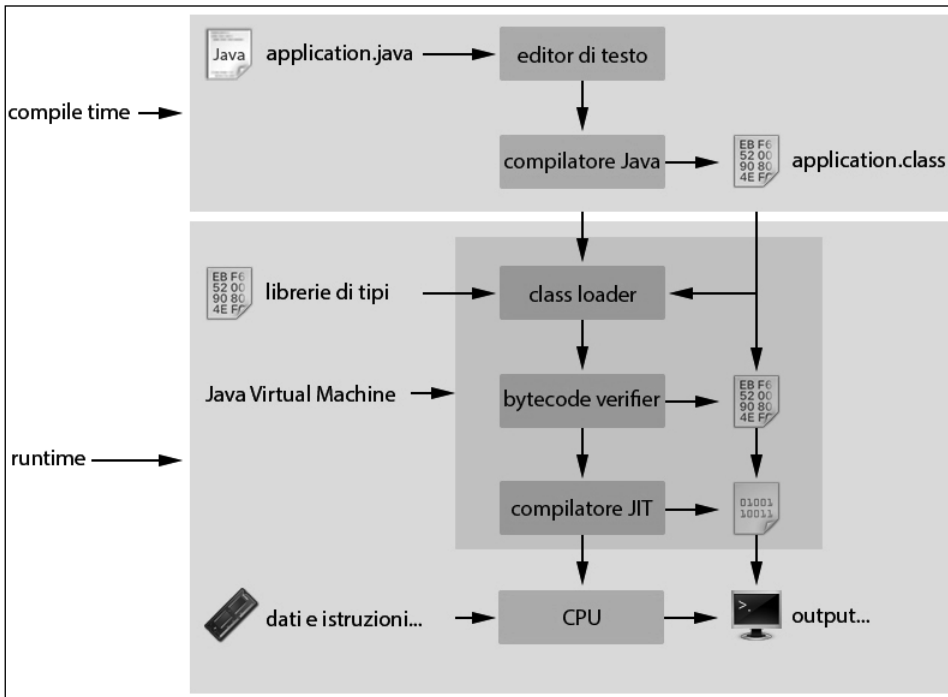 Java
application.java
editor di testo
compile time
compilatore Java
EB F6
52 00
90 80
4E FC
application.class
EB F6
52 00
90 80
4E FC
librerie di tipi
class loader
Java Virtual Machine
bytecode verifier
EB F6
52 00
90 80
4E FC
runtime
compilatore JIT
01001
10011
dati e istruzioni...
CPU
>_
output...